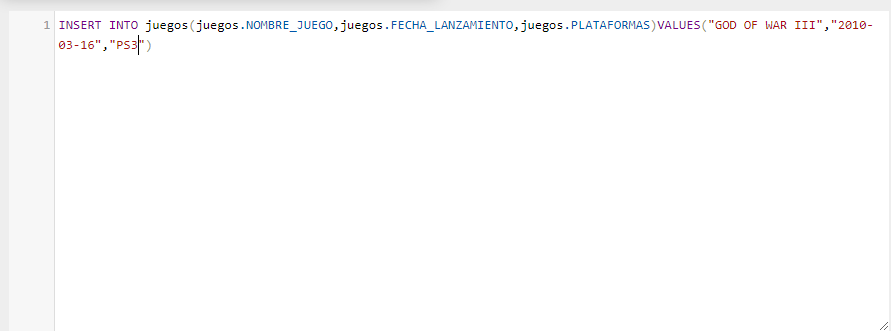 1 INSERT INTO juegos(juegos.NOMBRE_JUEGO,juegos.FECHA_LANZAMIENTO,juegos.PLATAFORMAS)VALUES("GOD OF WAR III","2010-
03-16","PS3")